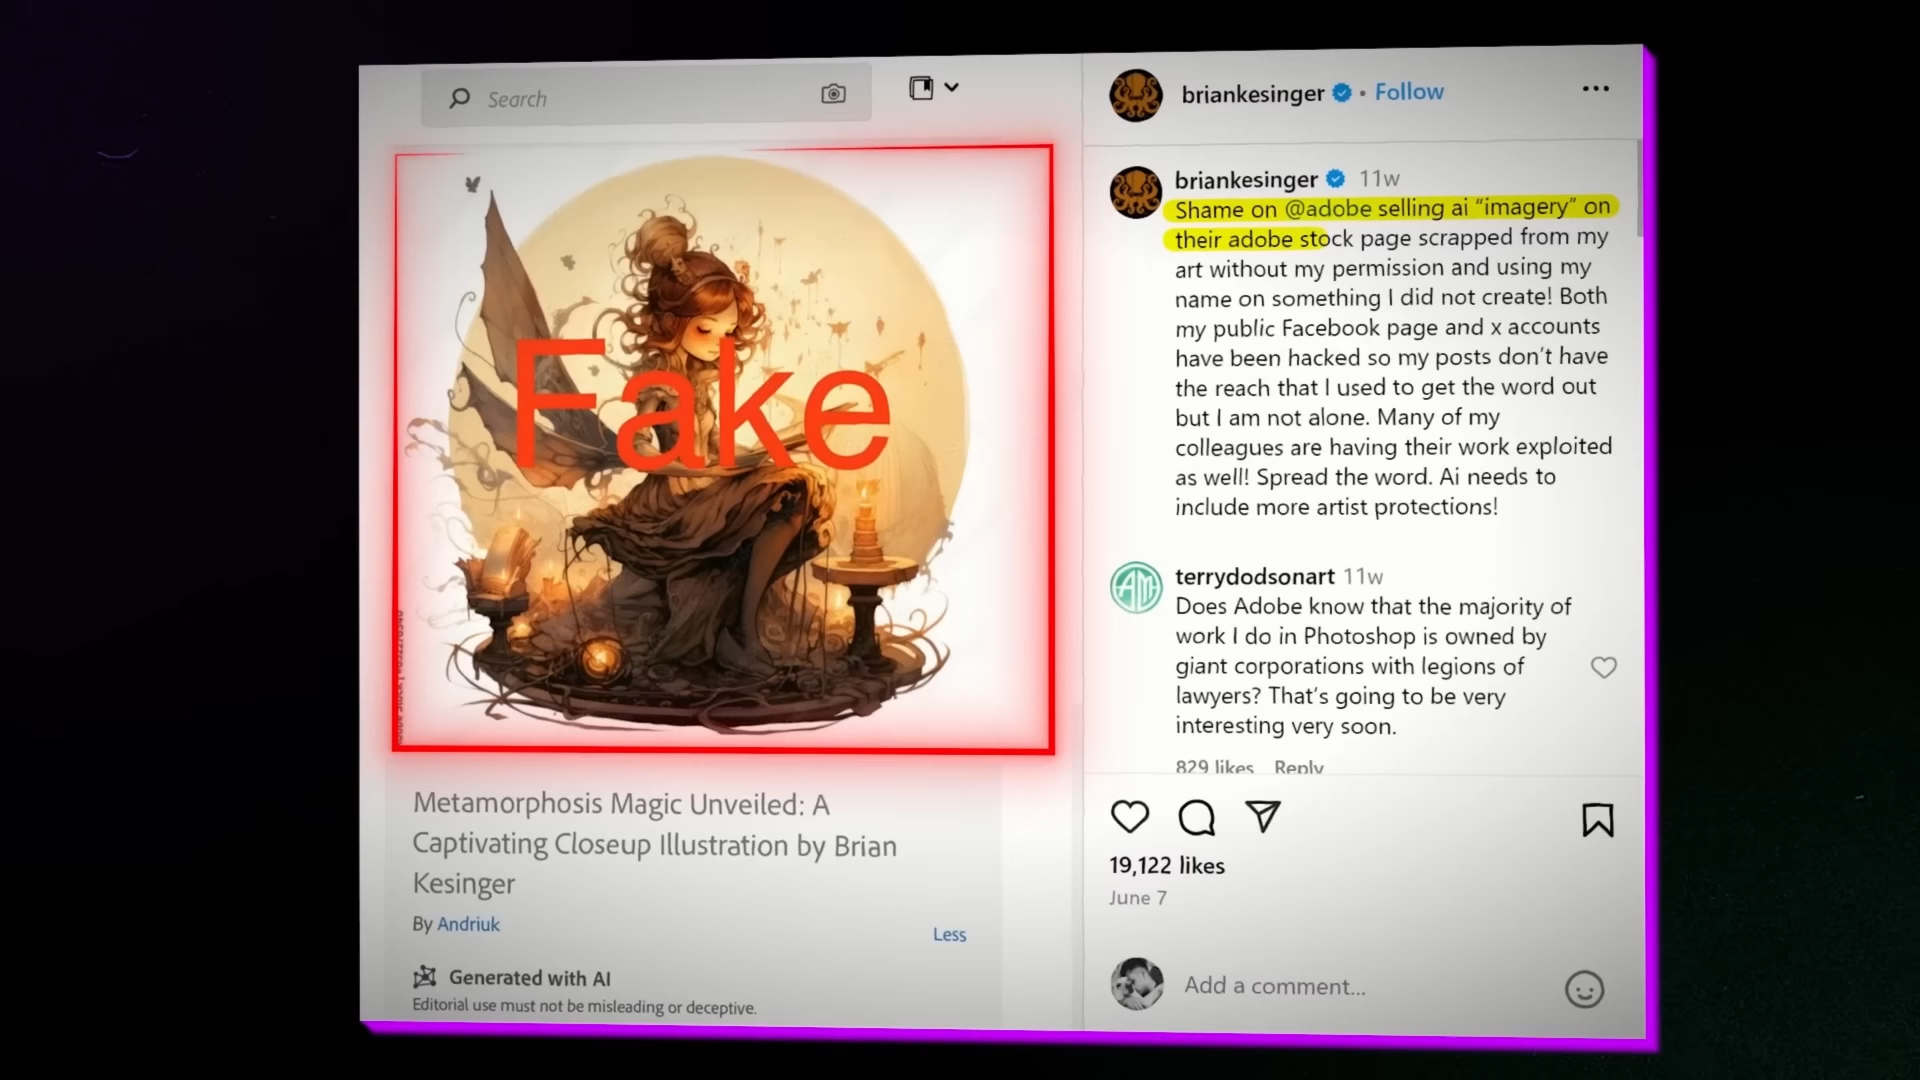 Search
Fake
Metamorphosis Magic Unveiled: A
Captivating Closeup Illustration by Brian
Kesinger
By Andriuk
Less
Generated with AI
Editorial use must not be misleading or deceptive.
briankesinger • Follow
briankesinger 11w
Shame on @adobe selling ai “imagery” on
their adobe stock page scrapped from my
art without my permission and using my
name on something I did not create! Both
my public Facebook page and x accounts
have been hacked so my posts don’t have
the reach that I used to get the word out
but I am not alone. Many of my
colleagues are having their work exploited
as well! Spread the word. Ai needs to
include more artist protections!
terrydodsonart 11w
Does Adobe know that the majority of
work I do in Photoshop is owned by
giant corporations with legions of
lawyers? That’s going to be very
interesting very soon.
829 likes Reply
19,122 likes
June 7
Add a comment...